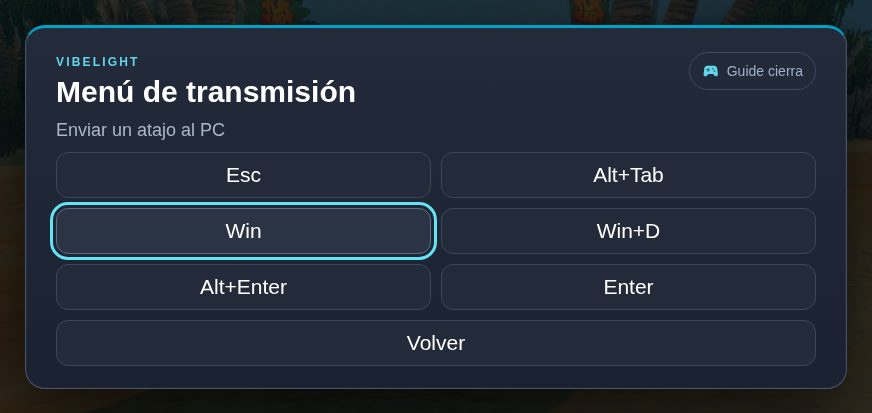 VIBELIGHT
Menú de transmisión
Guide cierra
Enviar un atajo al PC
Esc
Alt+Tab
Win
Win+D
Alt+Enter
Enter
Volver